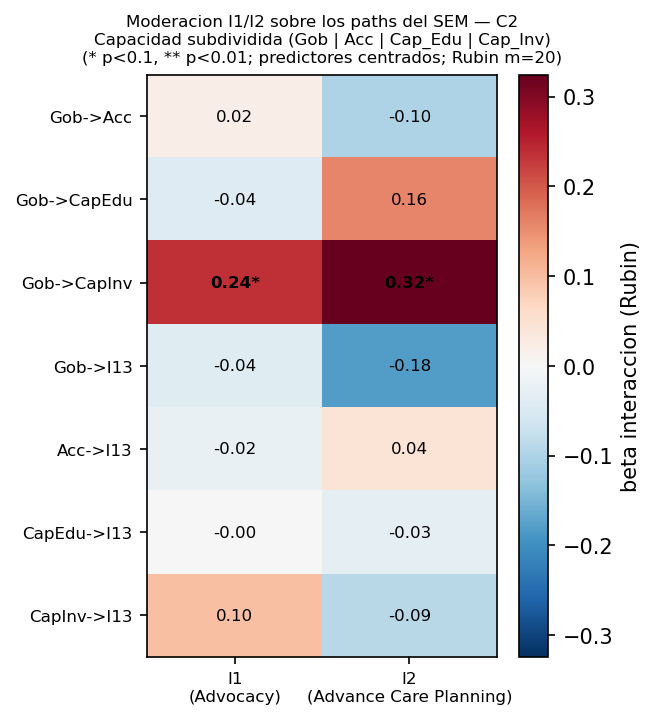 Moderacion I1/I2 sobre los paths del SEM — C2
Capacidad subdividida (Gob | Acc | Cap_Edu | Cap_Inv)
(* p<0.1, ** p<0.01; predictores centrados; Rubin m=20)
Gob->Acc 0.02 -0.10
Gob->CapEdu -0.04 0.16
Gob->CapInv 0.24* 0.32*
Gob->I13 -0.04 -0.18
Acc->I13 -0.02 0.04
CapEdu->I13 -0.00 -0.03
CapInv->I13 0.10 -0.09
I1 I2
(Advocacy) (Advance Care Planning)
0.3
0.2
0.1
0.0
−0.1
−0.2
−0.3
beta interaccion (Rubin)